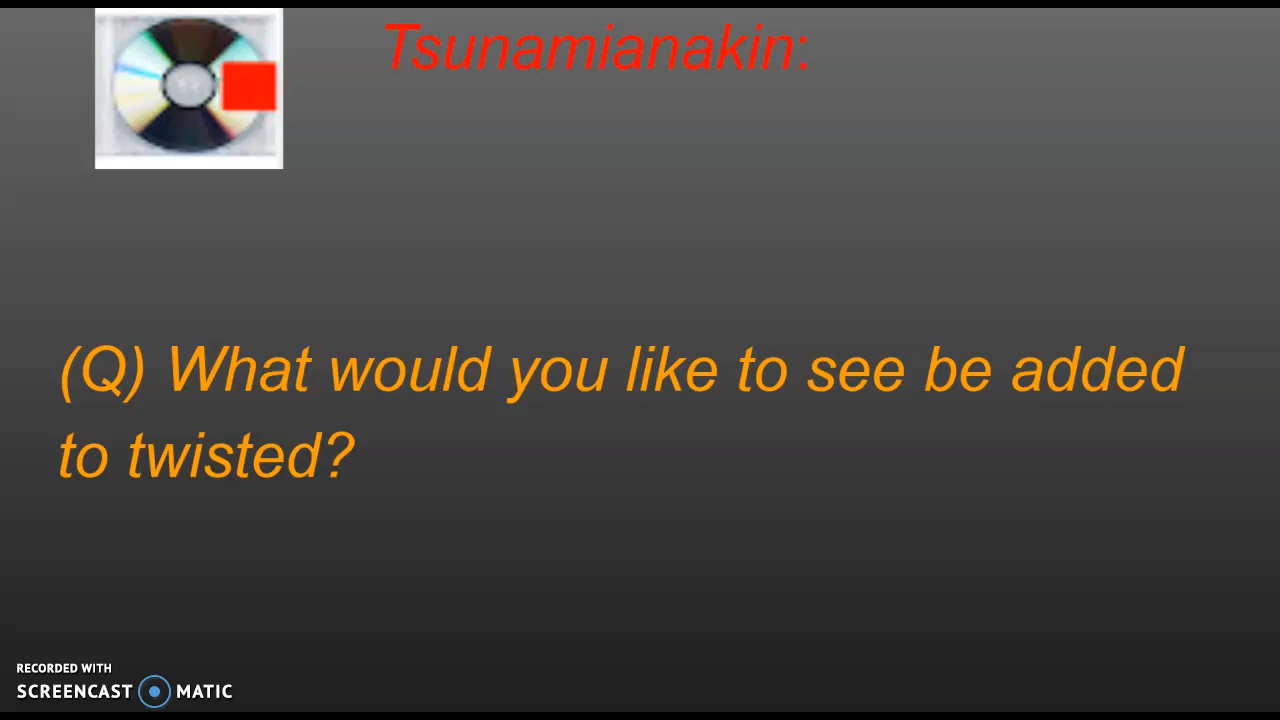 Tsunamianakin:
(Q) What would you like to see be added
to twisted?
RECORDED WITH
SCREENCAST MATIC